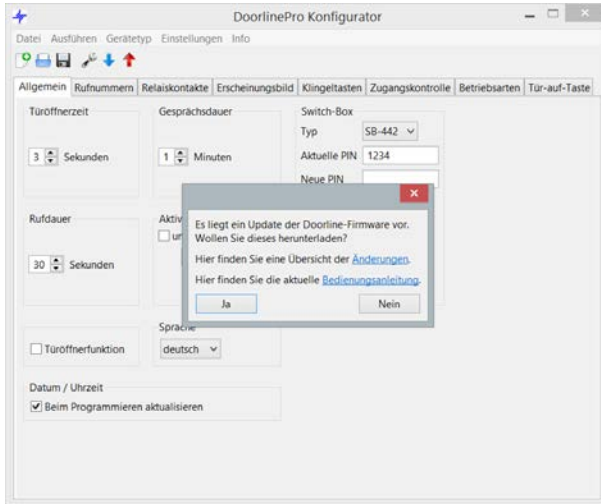 DoorlinePro Konfigurator
Datei Ausführen Gerätetyp Einstellungen Info
Allgemein Rufnummern Relaiskontakte Erscheinungsbild Klingeltasten Zugangskontrolle Betriebsarten Tür-auf-Taste
Türöffnerzeit Gesprächsdauer Switch-Box
Typ SB-442
3 Sekunden 1 Minuten Aktuelle PIN 1234
Neue PIN
Rufdauer Aktiv
30 Sekunden
Es liegt ein Update der Doorline-Firmware vor.
Wollen Sie dieses herunterladen?
Hier finden Sie eine Übersicht der Änderungen.
Hier finden Sie die aktuelle Bedienungsanleitung.
Ja Nein
Sprache
Türöffnerfunktion deutsch
Datum / Uhrzeit
Beim Programmieren aktualisieren